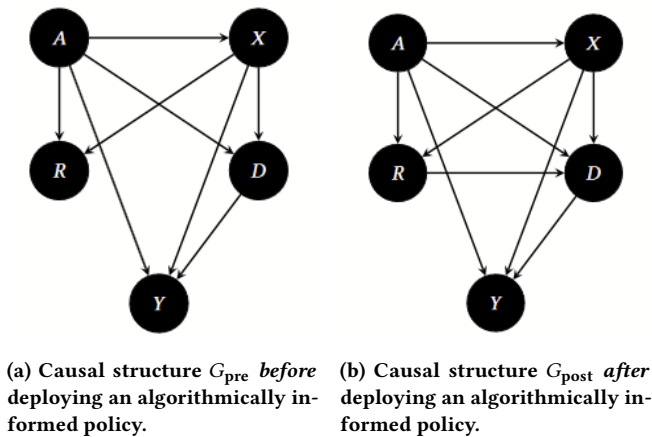 A X
R D
Y
A X
R D
Y
(a) Causal structure G_pre before
deploying an algorithmically in-
formed policy.
(b) Causal structure G_post after
deploying an algorithmically in-
formed policy.